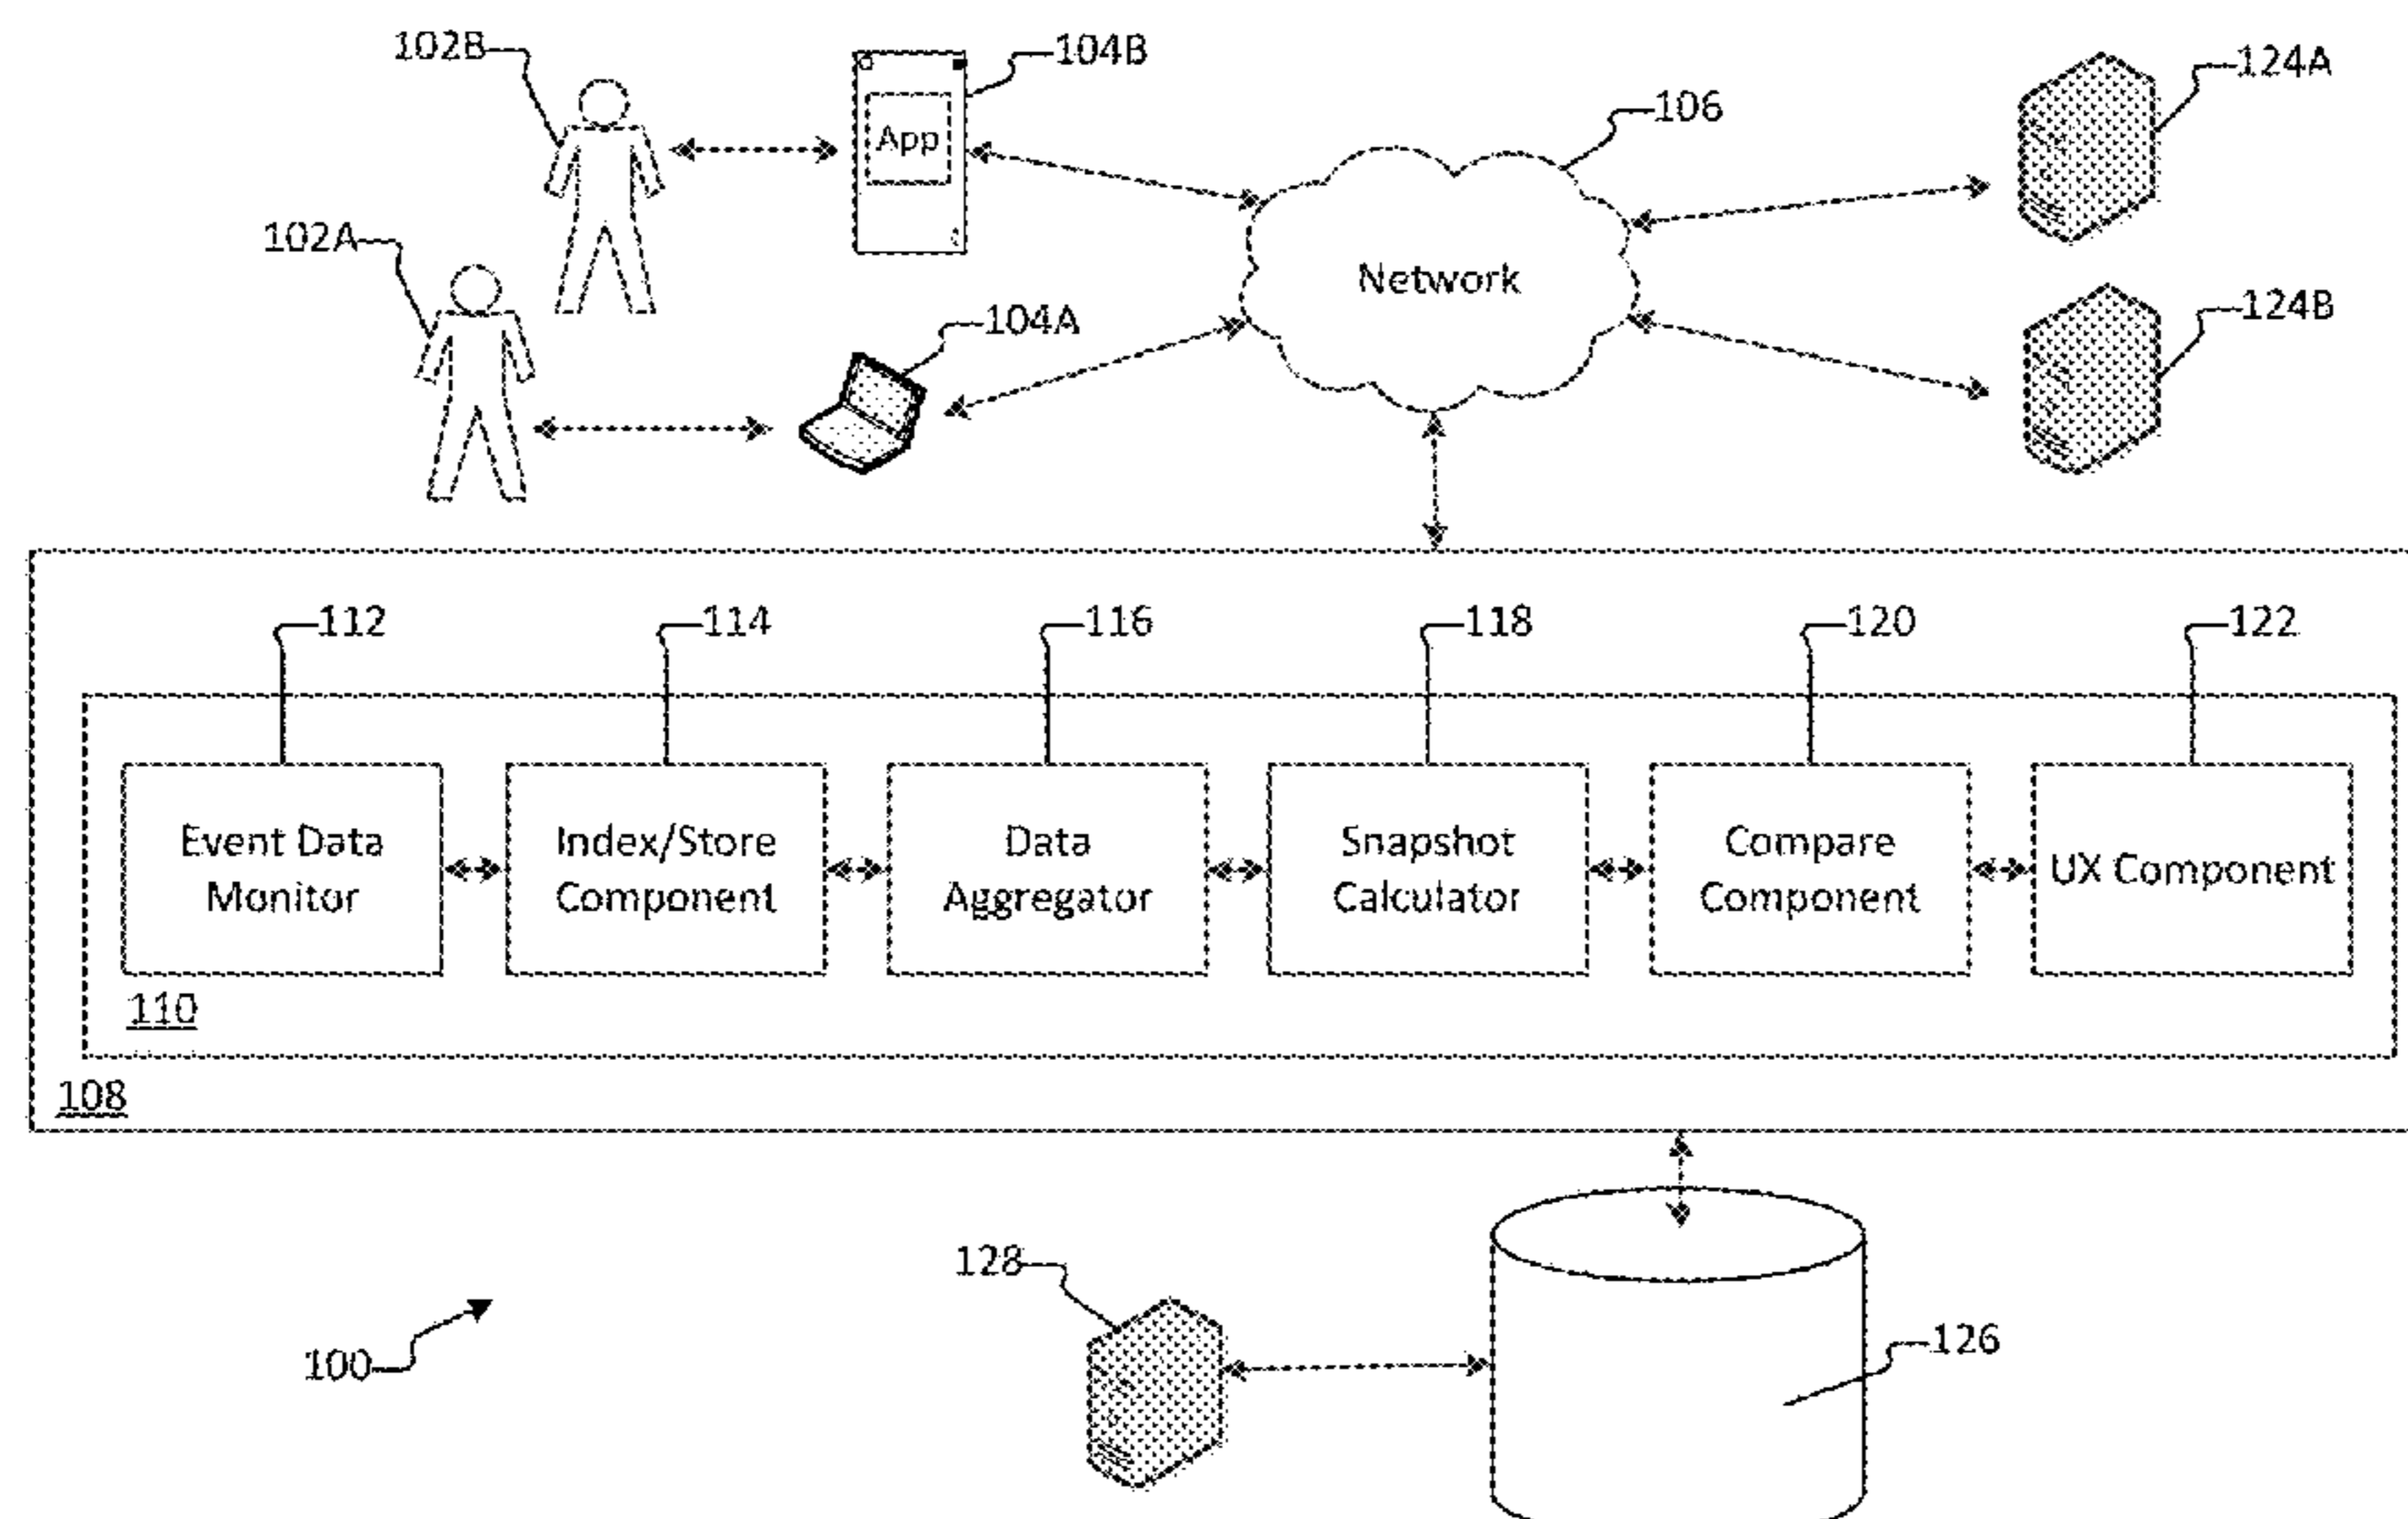 102B
104B
124A
App
106
102A
Network
104A
124B
112
114
116
118
120
122
Event Data
Monitor
Index/Store
Component
Data
Aggregator
Snapshot
Calculator
Compare
Component
UX Component
110
108
128
100
126